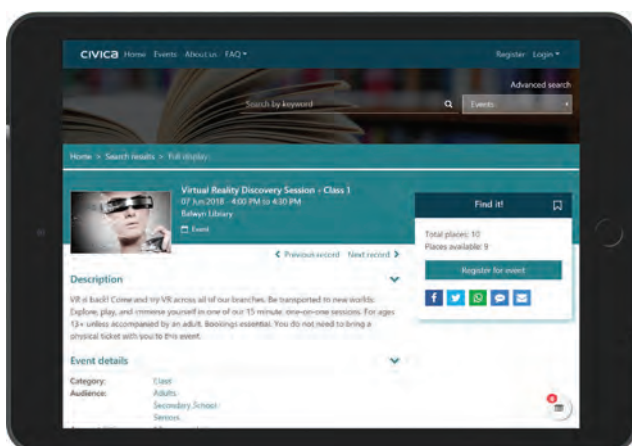 civica Home Events About us FAQ Register Login
Advanced search
Search by keyword Events
Home > Search results > Full display
Virtual Reality Discovery Session - Class 1
07 Jun 2018 - 4:00 PM to 4:30 PM
Balwyn Library
Event
Previous record Next record
Find it!
Total places: 10
Places available: 9
Register for event
Description
VR is back! Come and try VR across all of our branches. Be transported to new worlds.
Explore, play, and immerse yourself in one of our 15 minute, one-on-one sessions. For ages
13+ unless accompanied by an adult. Bookings essential. You do not need to bring a
physical ticket with you to this event.
Event details
Category: Class
Audience: Adults
Secondary School
Seniors